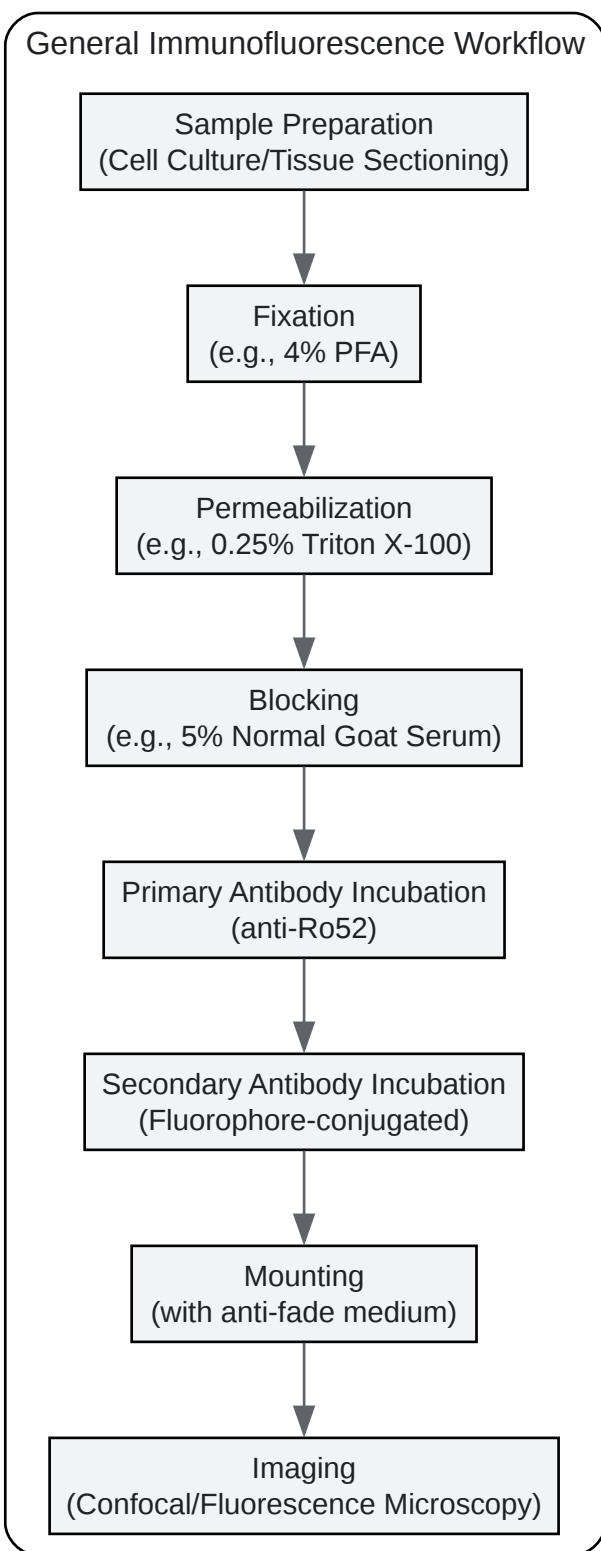 General Immunofluorescence Workflow
Sample Preparation
(Cell Culture/Tissue Sectioning)
Fixation
(e.g., 4% PFA)
Permeabilization
(e.g., 0.25% Triton X-100)
Blocking
(e.g., 5% Normal Goat Serum)
Primary Antibody Incubation
(anti-Ro52)
Secondary Antibody Incubation
(Fluorophore-conjugated)
Mounting
(with anti-fade medium)
Imaging
(Confocal/Fluorescence Microscopy)